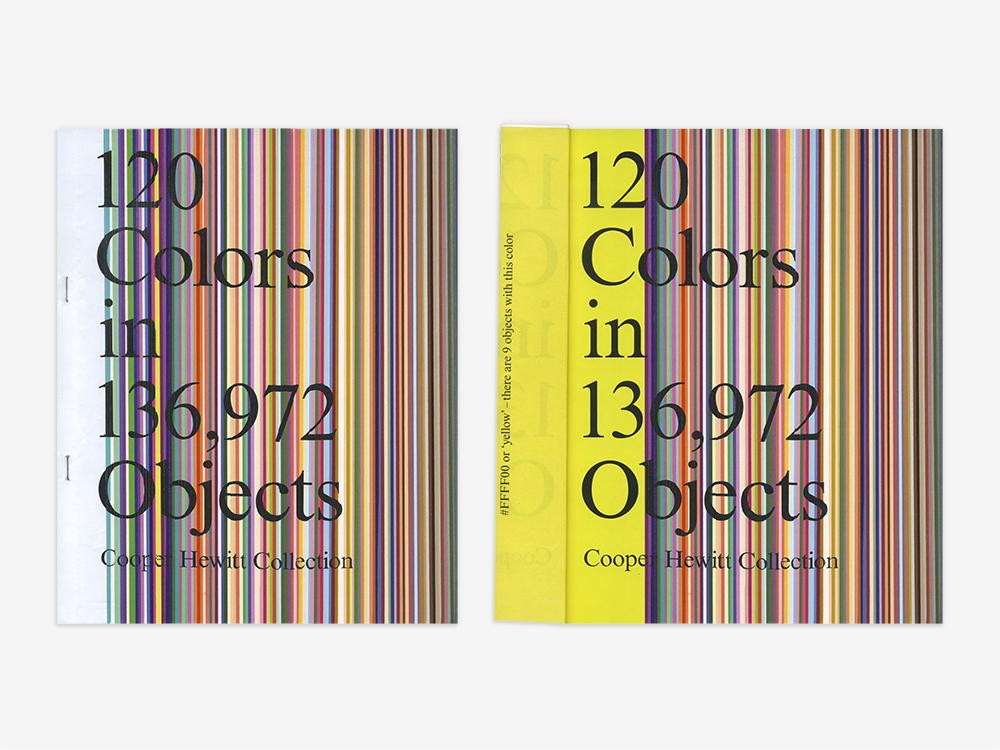 120
Colors
in
136,972
Objects
Cooper Hewitt Collection
#FFFF00 or ‘yellow’ – there are 9 objects with this color
120
Colors
in
136,972
Objects
Cooper Hewitt Collection